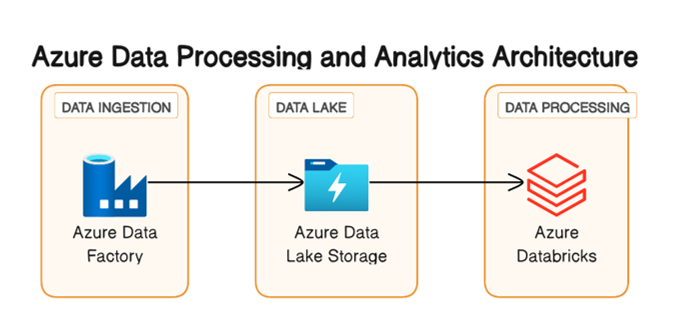 Azure Data Processing and Analytics Architecture
DATA INGESTION
Azure Data
Factory
DATA LAKE
Azure Data
Lake Storage
DATA PROCESSING
Azure
Databricks